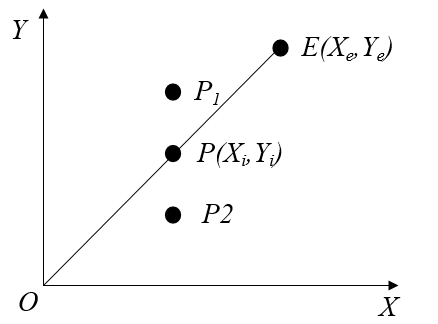 Y
E(Xe,Ye)
P1
P(Xi,Yi)
P2
O
X